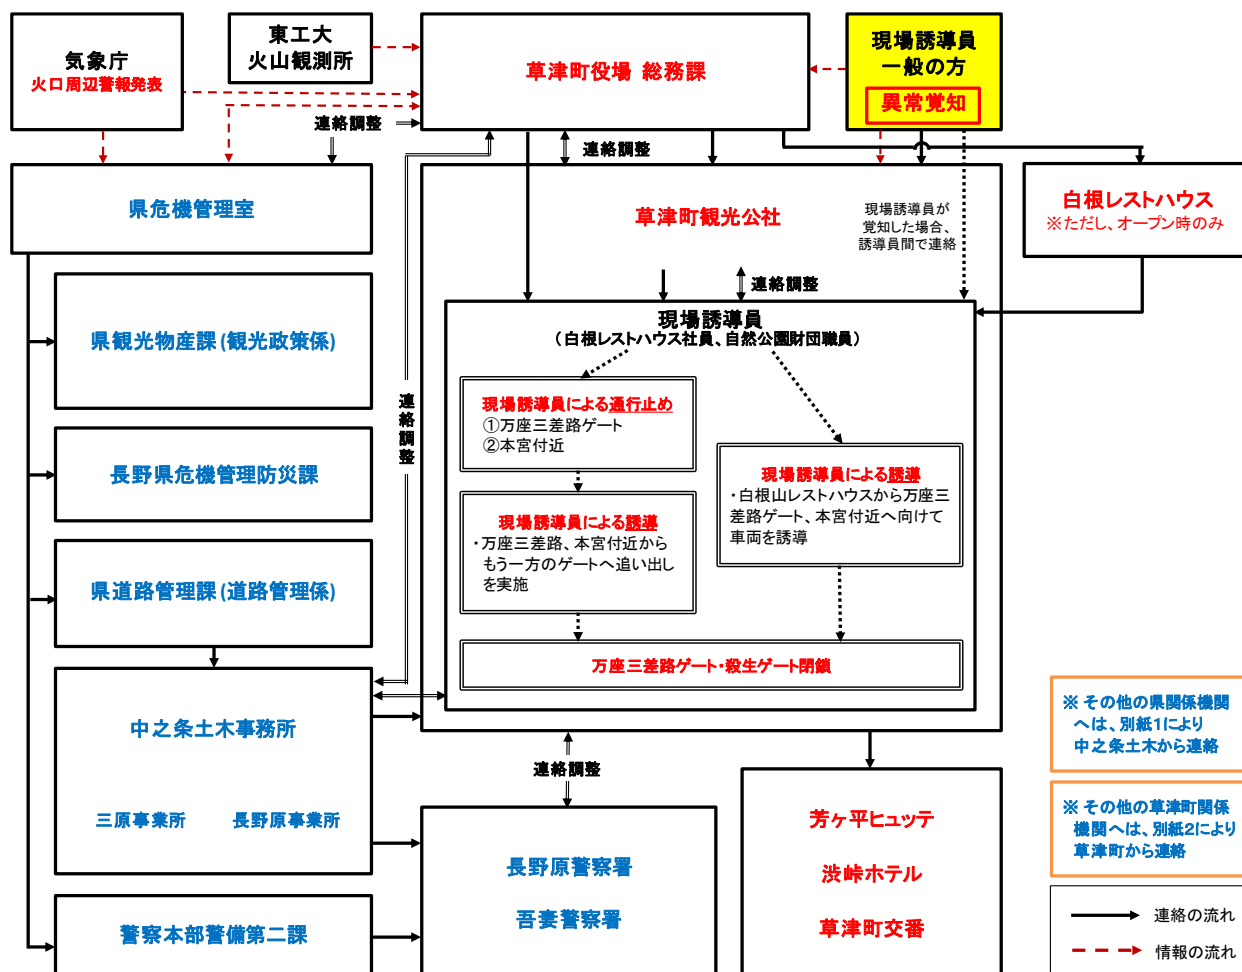 気象庁
火口周辺警報発表
東工大
火山観測所
草津町役場 総務課
現場誘導員
一般の方
異常覚知
連絡調整
連絡調整
県危機管理室
草津町観光公社
現場誘導員が
覚知した場合、
誘導員間で連絡
白根レストハウス
※ただし、オープン時のみ
連絡調整
県観光物産課(観光政策係)
現場誘導員
(白根レストハウス社員、自然公園財団職員)
連絡調整
現場誘導員による通行止め
①万座三差路ゲート
②本宮付近
長野県危機管理防災課
現場誘導員による誘導
・白根山レストハウスから万座三
差路ゲート、本宮付近へ向けて
車両を誘導
現場誘導員による誘導
・万座三差路、本宮付近から
もう一方のゲートへ追い出し
を実施
県道路管理課(道路管理係)
万座三差路ゲート・殺生ゲート閉鎖
中之条土木事務所
三原事業所 長野原事業所
連絡調整
※ その他の県関係機関
へは、別紙1により
中之条土木から連絡
※ その他の草津町関係
機関へは、別紙2により
草津町から連絡
長野原警察署
吾妻警察署
芳ヶ平ヒュッテ
渋峠ホテル
草津町交番
警察本部警備第二課
連絡の流れ
情報の流れ